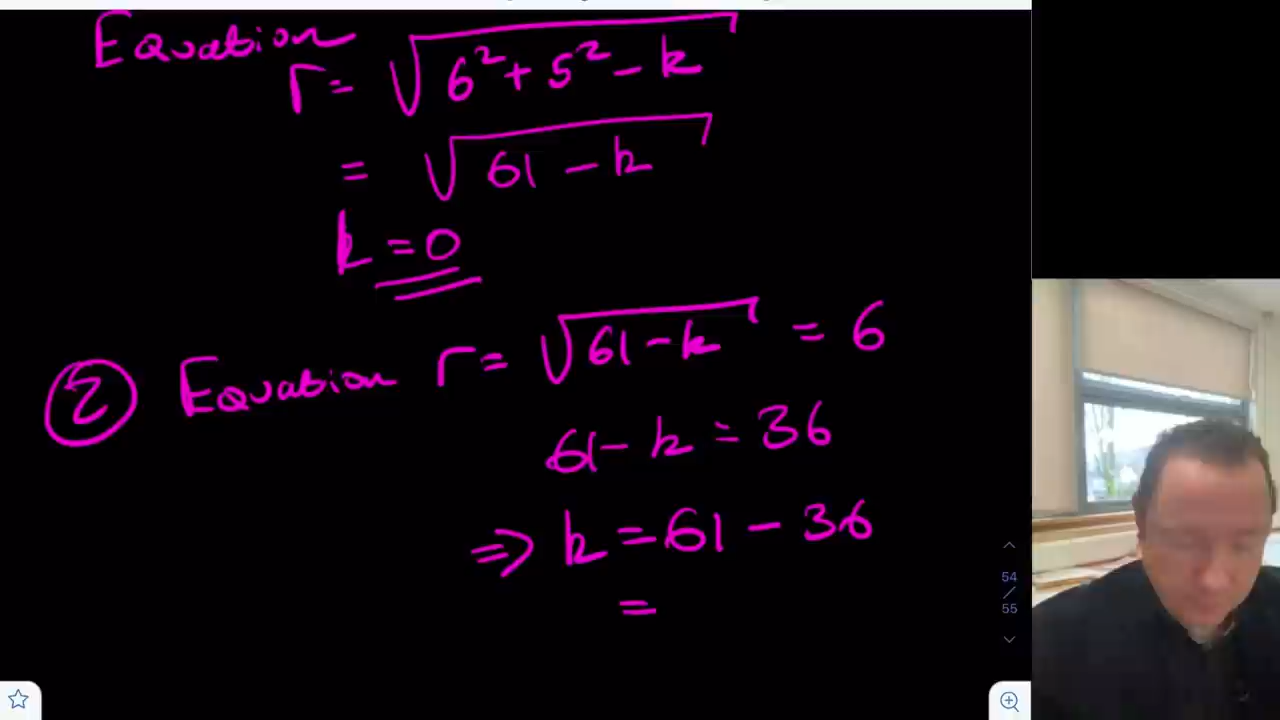 Equation
r = √(6² + 5² - k)
= √(61 - k)
k = 0
② Equation r = √(61 - k) = 6
61 - k = 36
⇒ k = 61 - 36
=
54
/
55